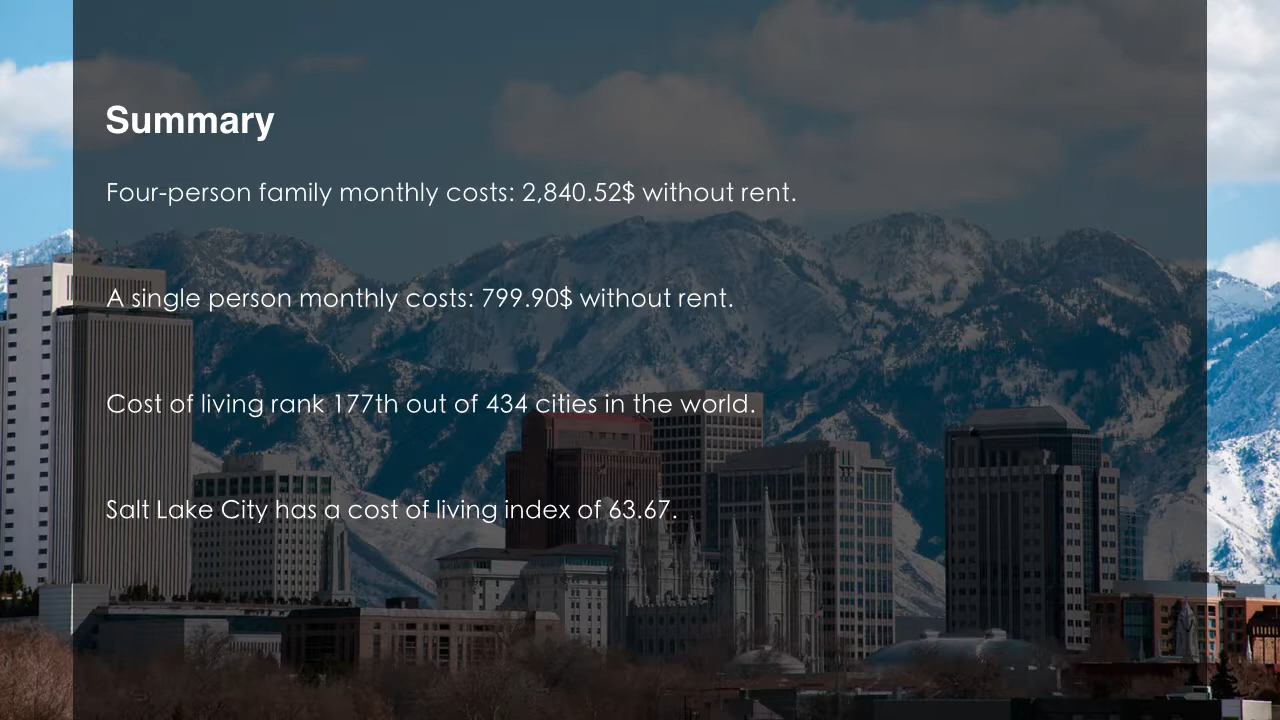 Summary
Four-person family monthly costs: 2,840.52$ without rent.
A single person monthly costs: 799.90$ without rent.
Cost of living rank 177th out of 434 cities in the world.
Salt Lake City has a cost of living index of 63.67.